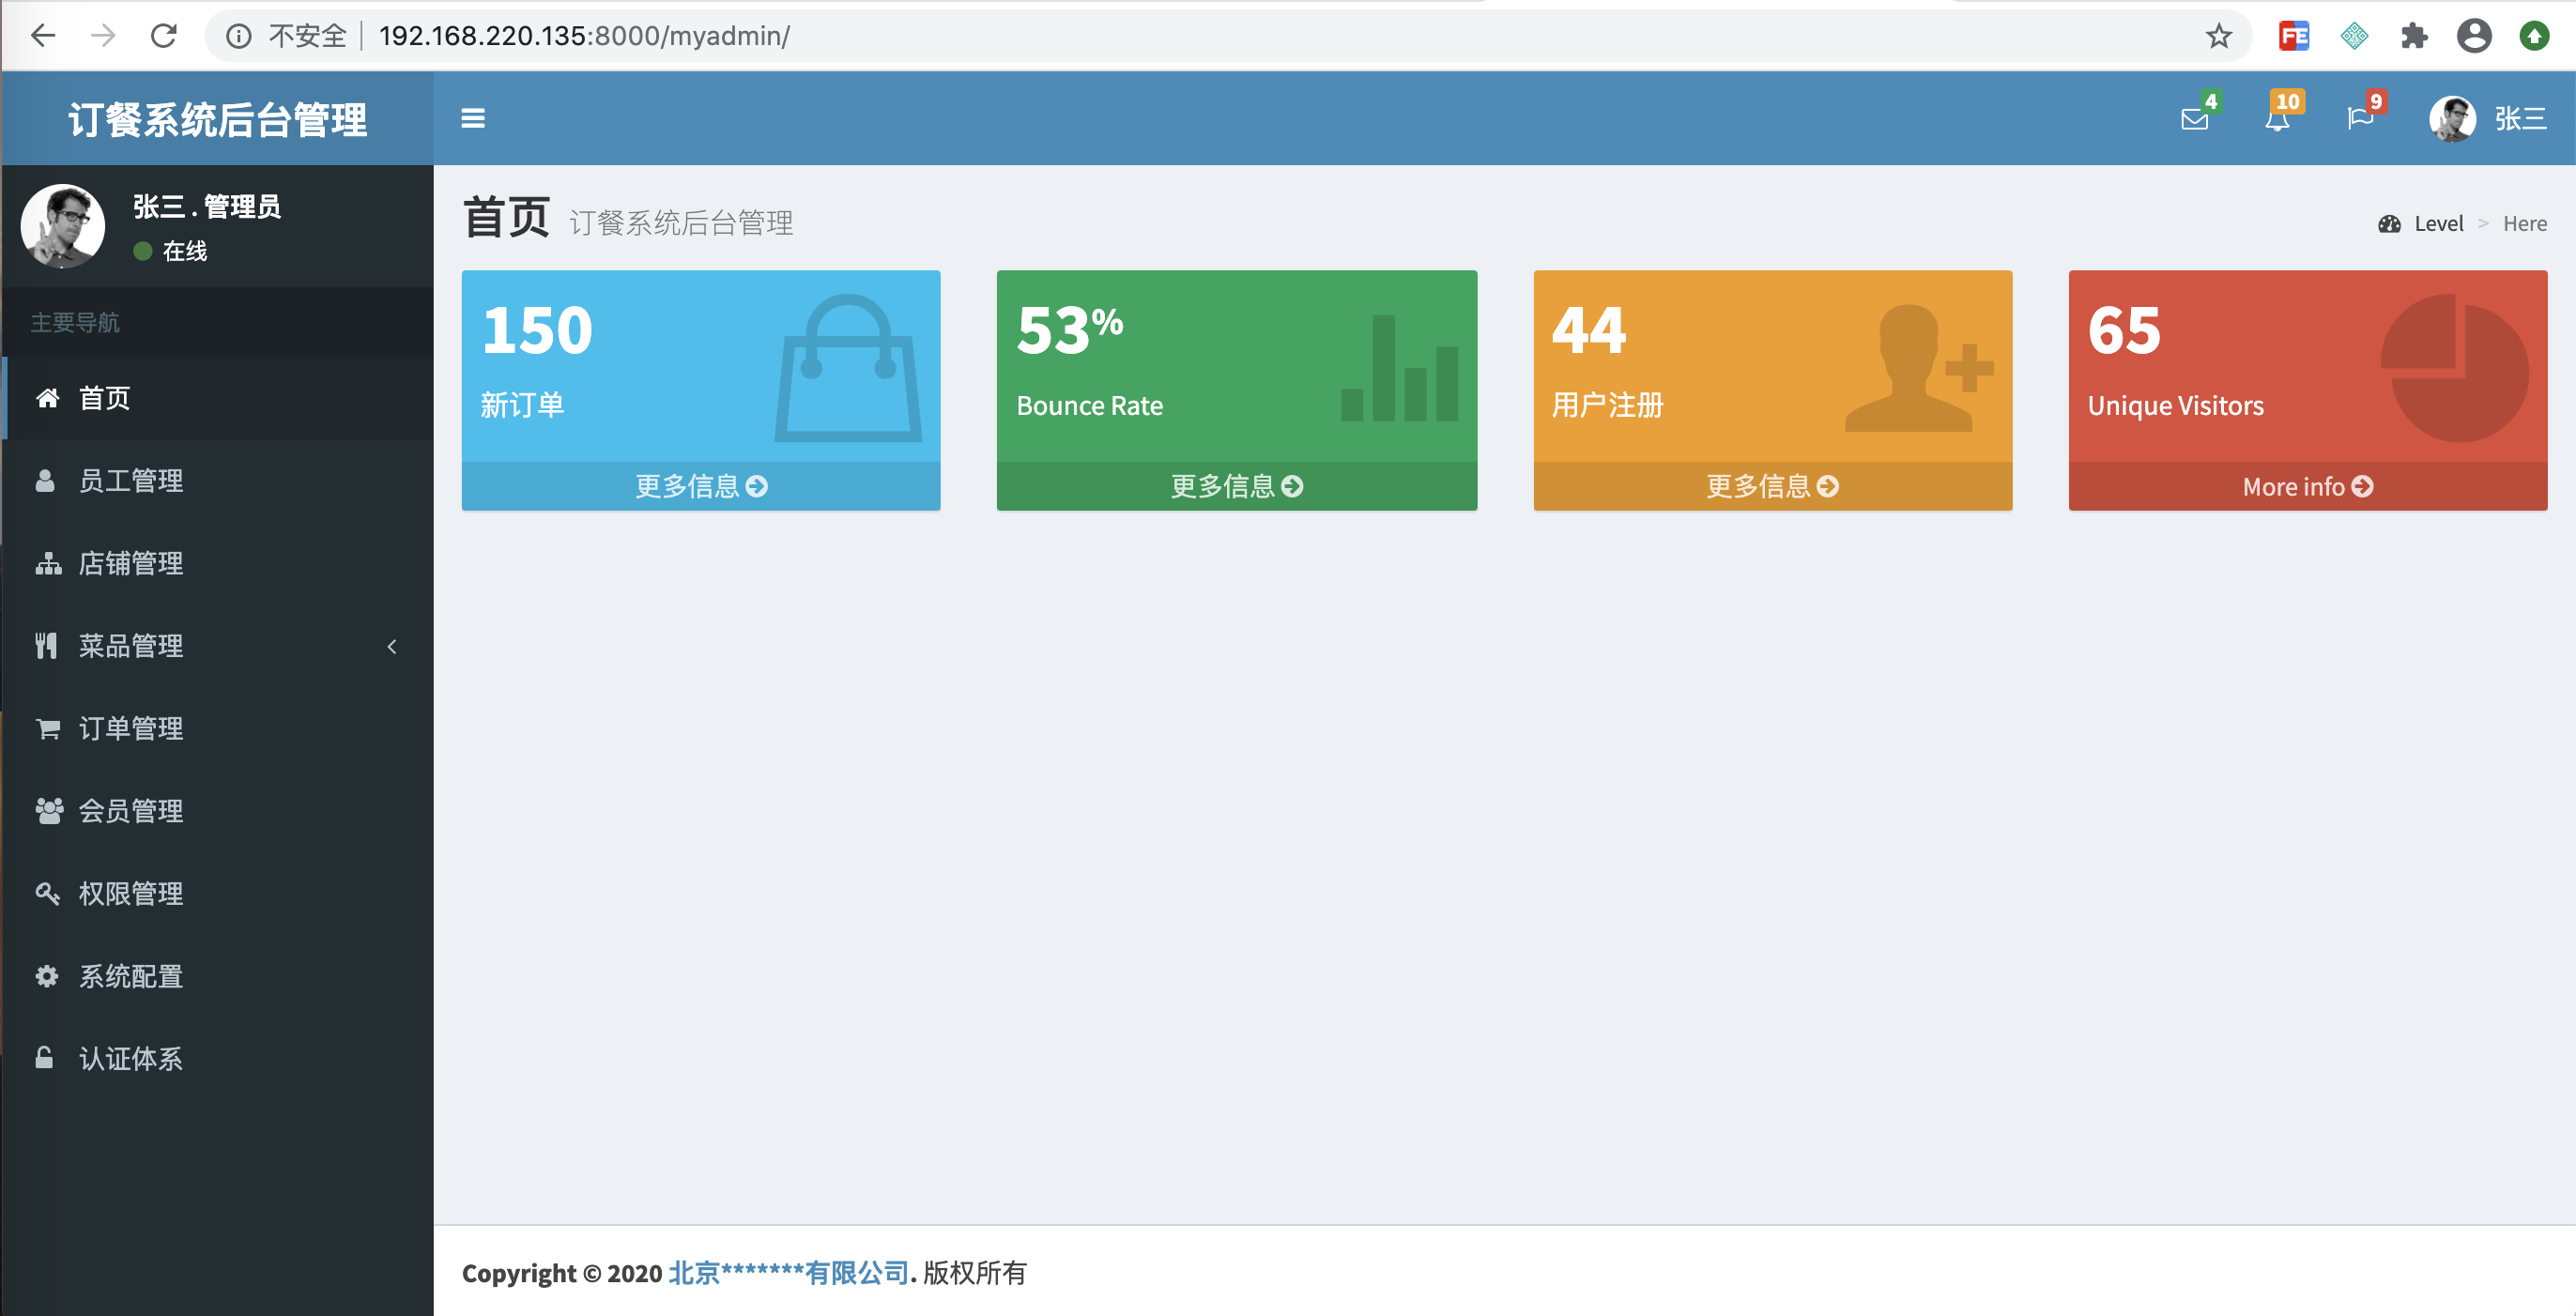 不安全 192.168.220.135:8000/myadmin/
FE
订餐系统后台管理
4
10
9
张三
张三 . 管理员
在线
主要导航
首页
员工管理
店铺管理
菜品管理
订单管理
会员管理
权限管理
系统配置
认证体系
首页 订餐系统后台管理
Level > Here
150
新订单
更多信息
53%
Bounce Rate
更多信息
44
用户注册
更多信息
65
Unique Visitors
More info
Copyright © 2020 北京*******有限公司. 版权所有